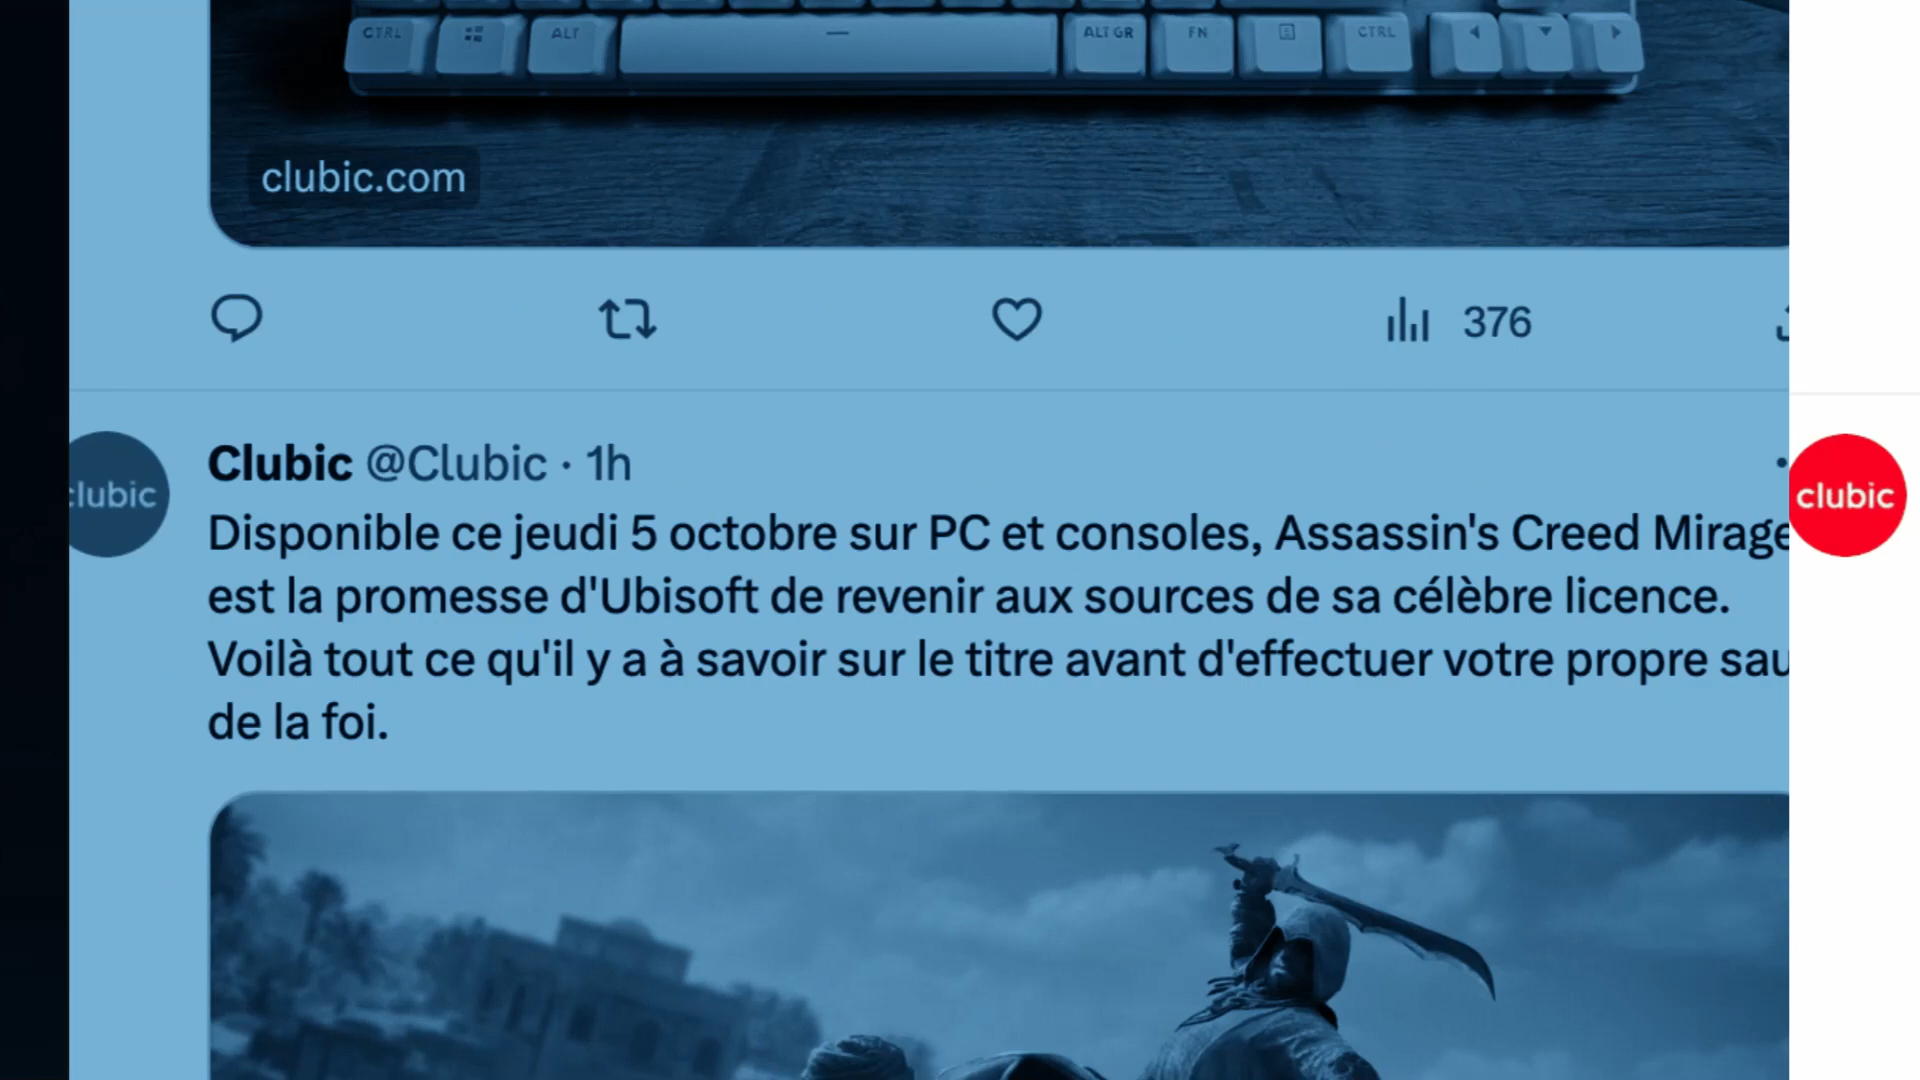 CTRL ALT ALT GR FN CTRL
clubic.com
376
Clubic @Clubic · 1h
clubic
clubic
Disponible ce jeudi 5 octobre sur PC et consoles, Assassin's Creed Mirage
est la promesse d'Ubisoft de revenir aux sources de sa célèbre licence.
Voilà tout ce qu'il y a à savoir sur le titre avant d'effectuer votre propre
de la foi.